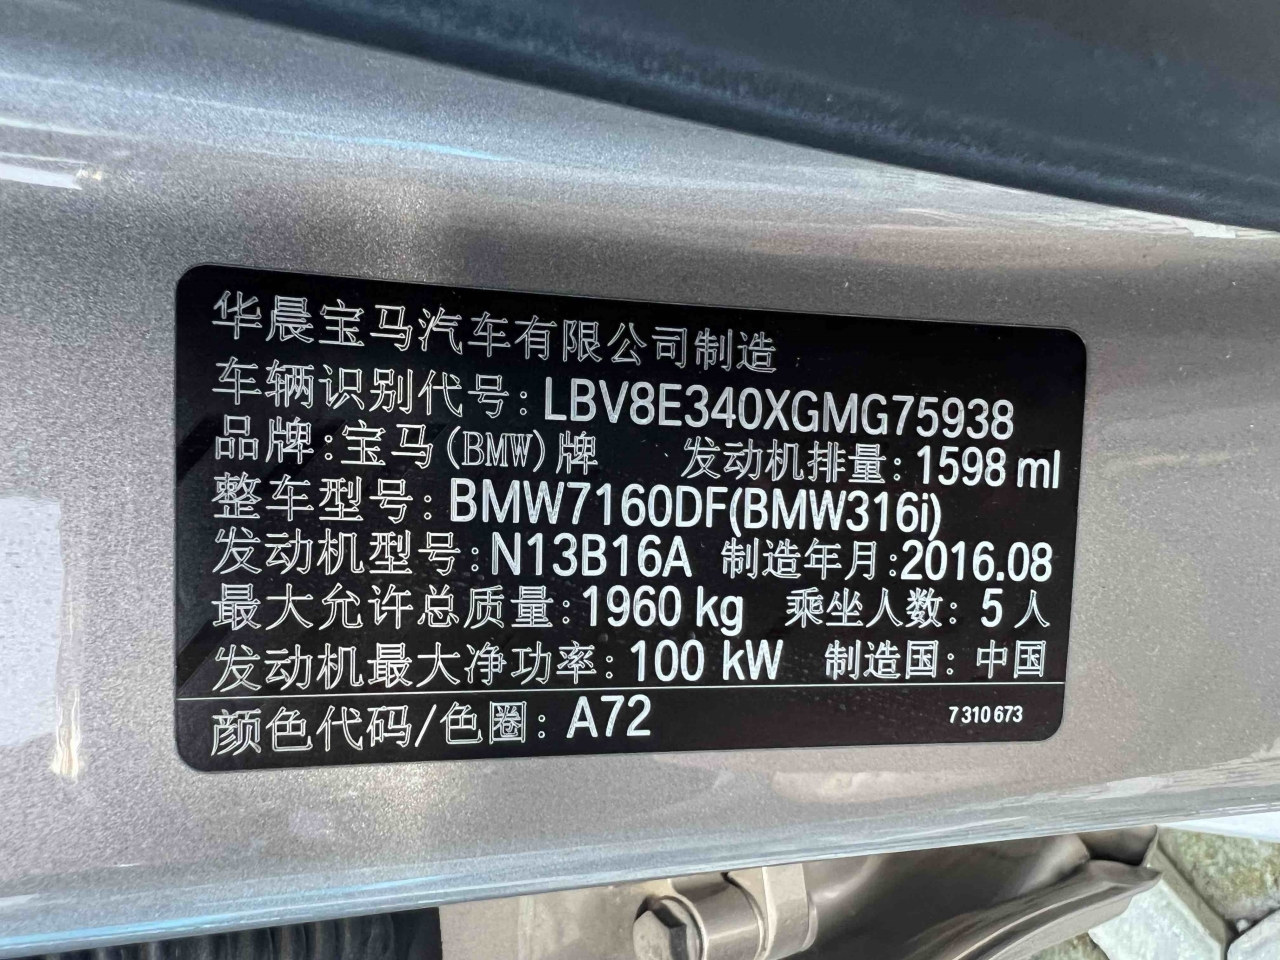 华晨宝马汽车有限公司制造
车辆识别代号: LBV8E340XGMG75938
品牌: 宝马(BMW)牌 发动机排量: 1598 ml
整车型号: BMW7160DF(BMW316i)
发动机型号: N13B16A 制造年月: 2016.08
最大允许总质量: 1960 kg 乘坐人数: 5 人
发动机最大净功率: 100 kW 制造国: 中国
颜色代码/色圈: A72 7 310 673